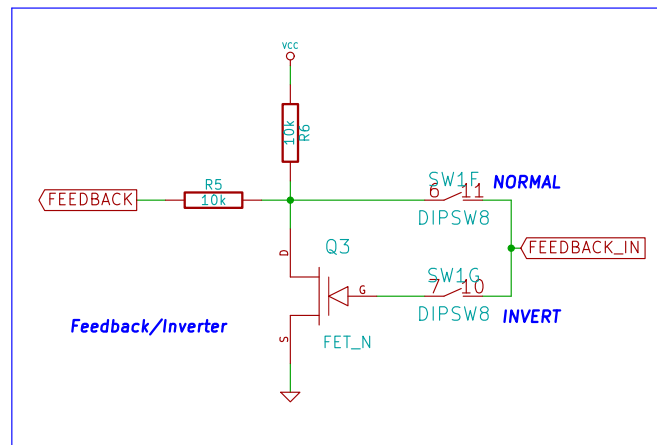 VCC
10k
R6
R5
10k
FEEDBACK
SW1F
NORMAL
6 11
DIPSW8
Q3
D
FEEDBACK_IN
SW1G
7 10
G
DIPSW8
INVERT
Feedback/Inverter
S
FET_N